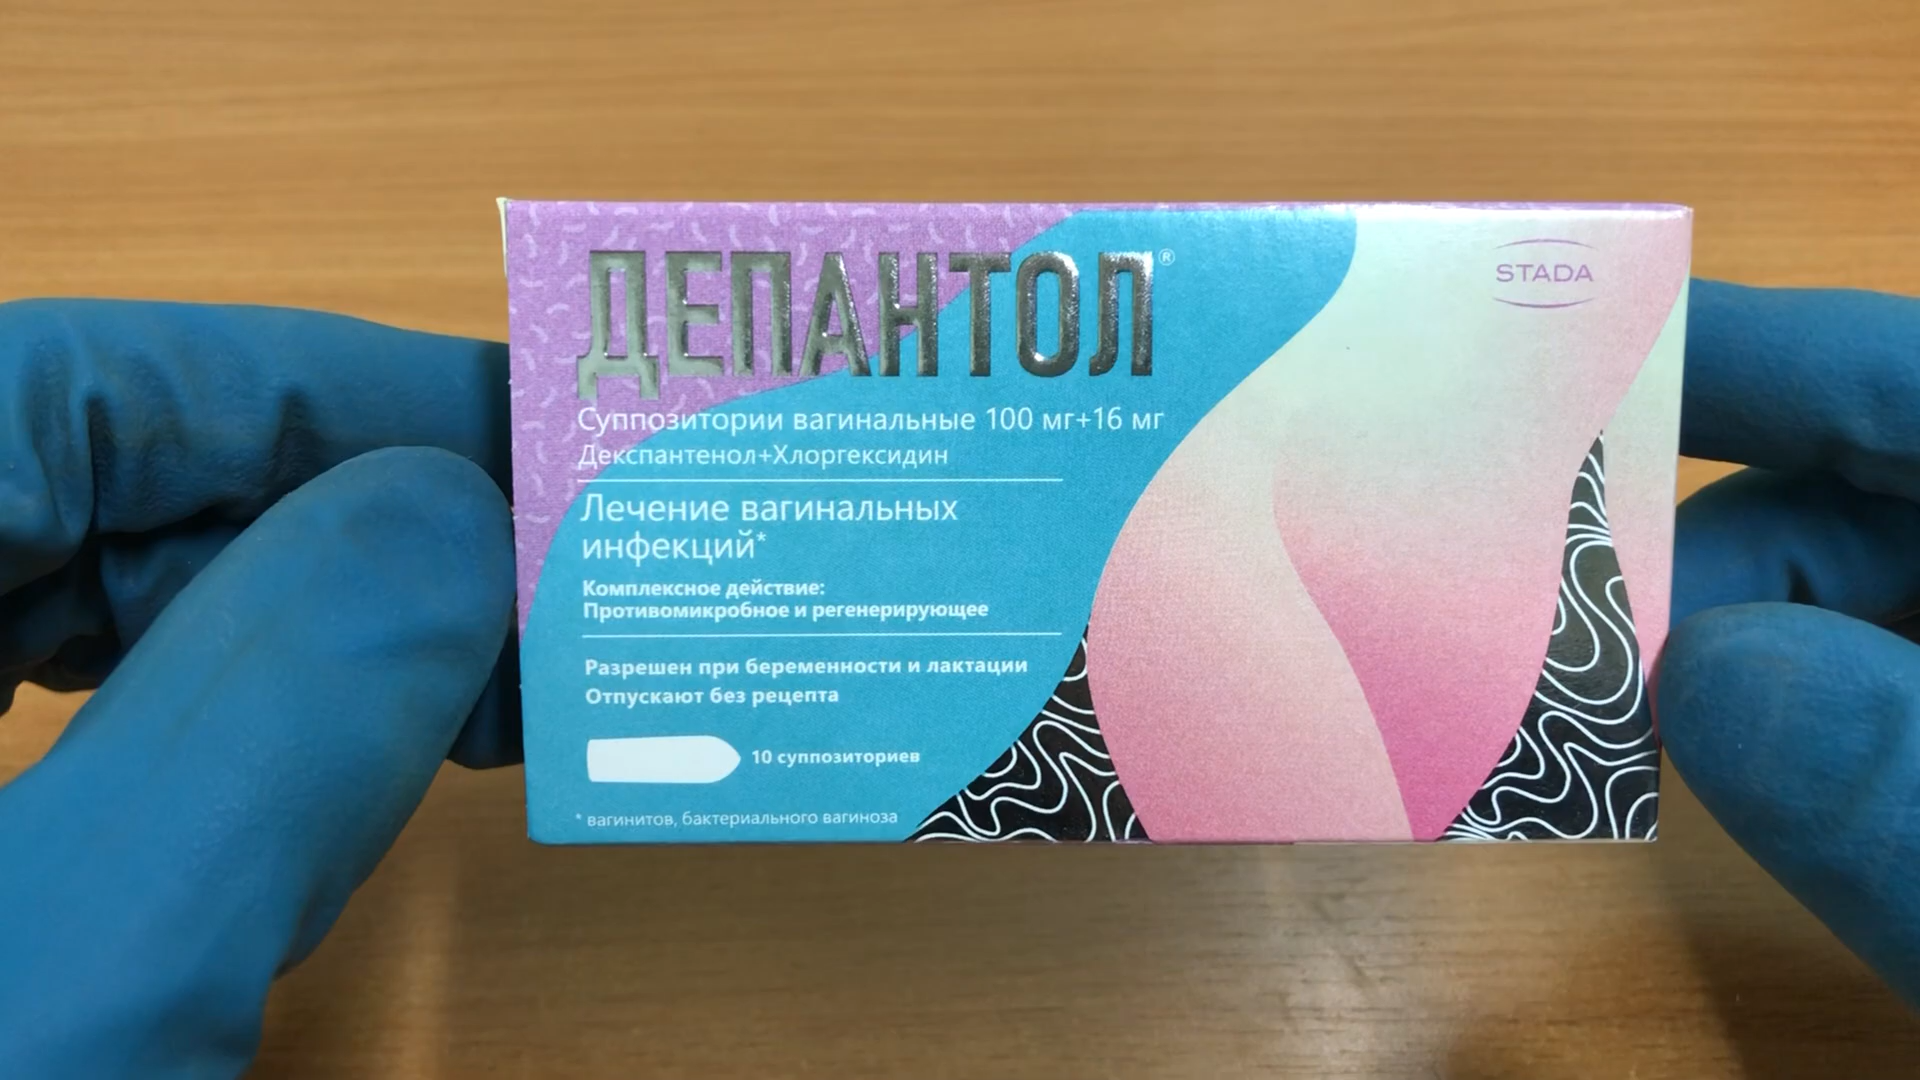 ДЕПАНТОЛ®
STADA
Суппозитории вагинальные 100 мг+16 мг
Декспантенол+Хлоргексидин
Лечение вагинальных
инфекций*
Комплексное действие:
Противомикробное и регенерирующее
Разрешен при беременности и лактации
Отпускают без рецепта
10 суппозиториев
* вагинитов, бактериального вагиноза